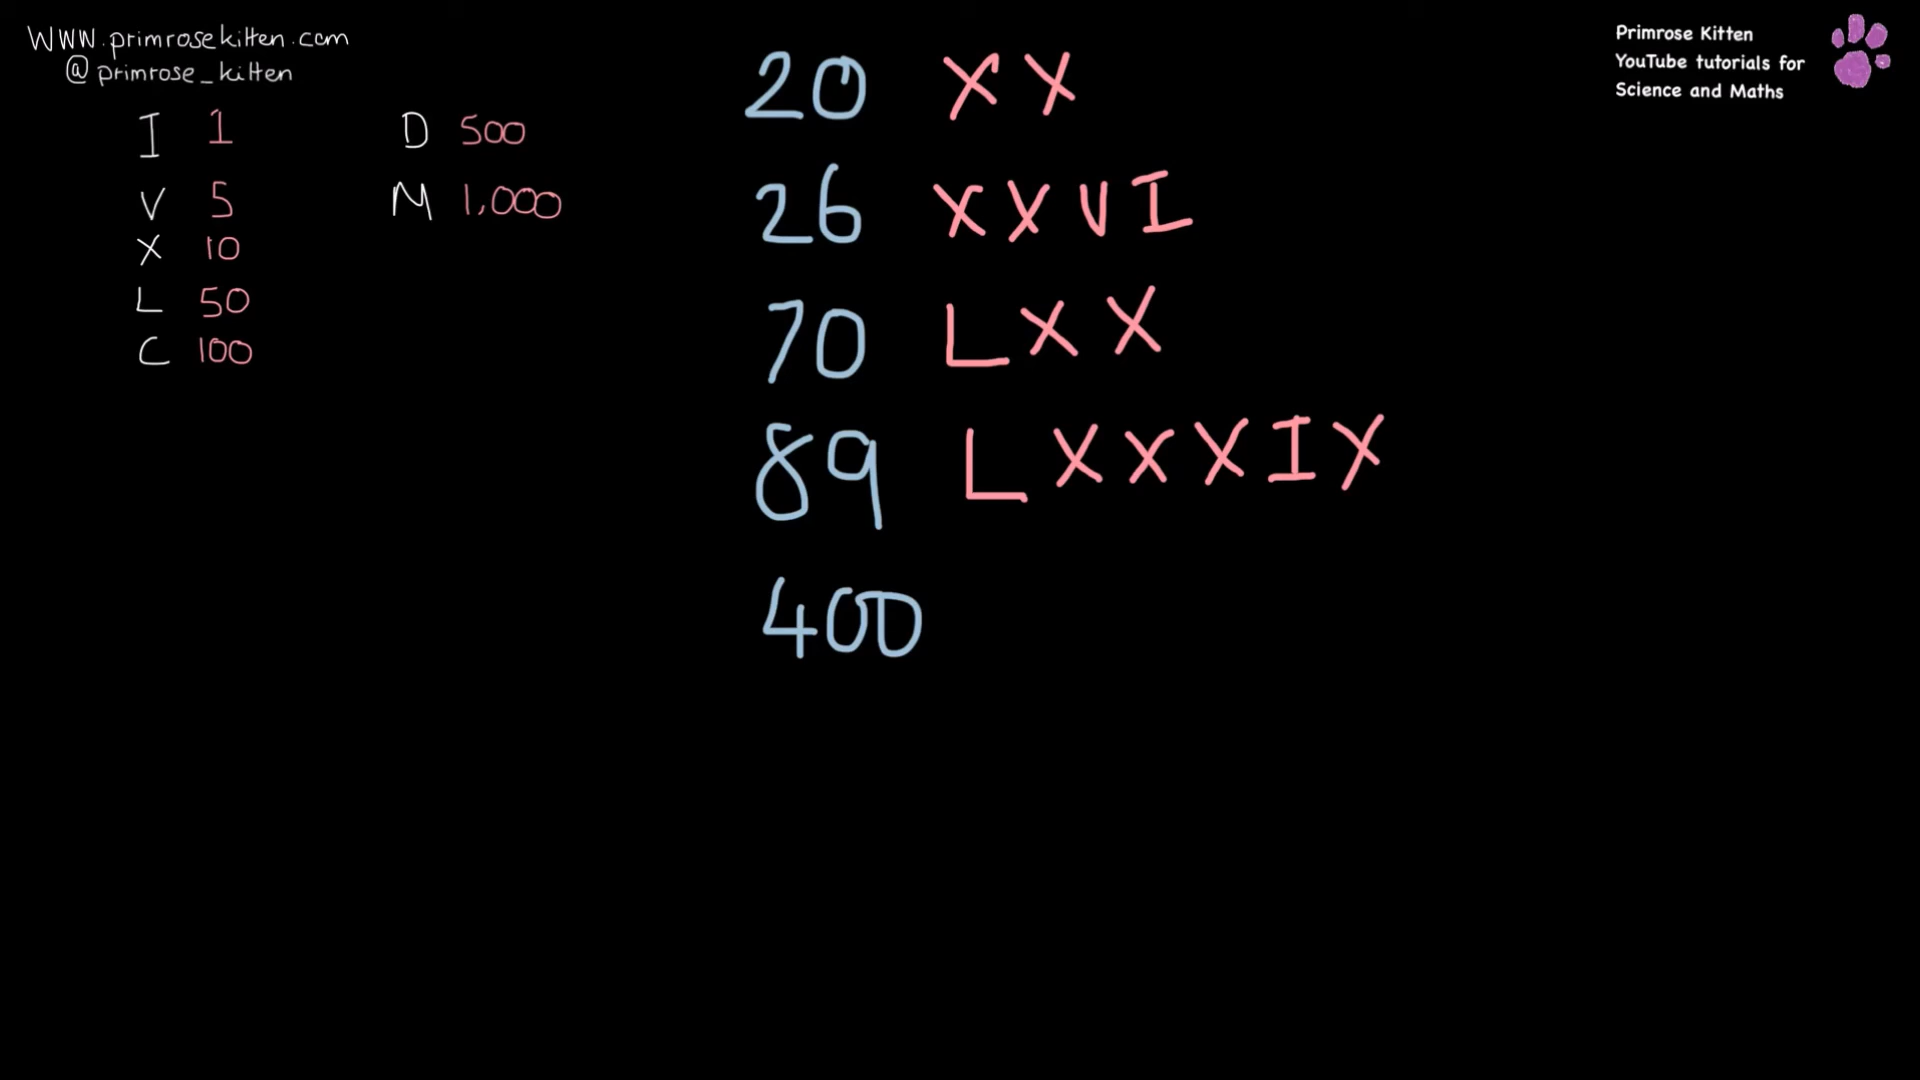 www.primrosekitten.com
@primrose_kitten
Primrose Kitten
YouTube tutorials for
Science and Maths
I 1
V 5
X 10
L 50
C 100
D 500
M 1,000
20 XX
26 XXVI
70 LXX
89 LXXXIX
400